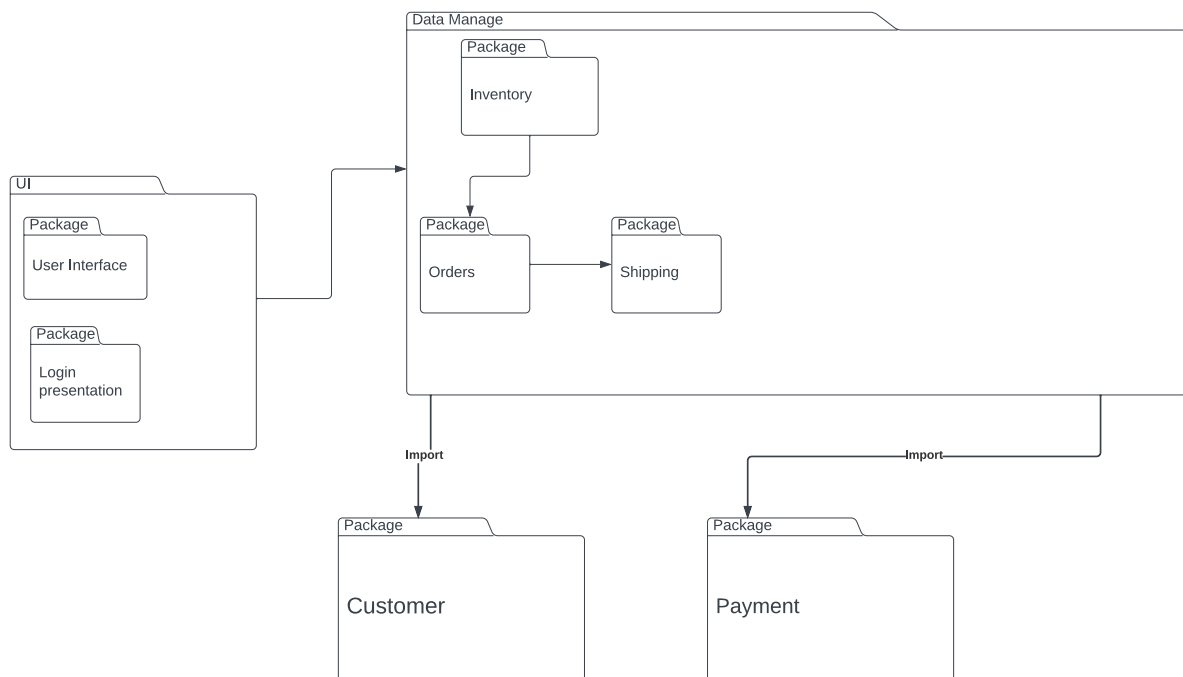 Data Manage
Package
Inventory
UI
Package
User Interface
Package
Login
presentation
Package
Orders
Package
Shipping
Import
Import
Package
Customer
Package
Payment